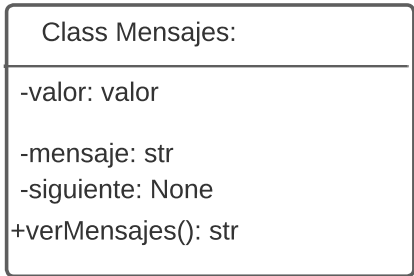 Class Mensajes:
-valor: valor
-mensaje: str
-siguiente: None
+verMensajes(): str